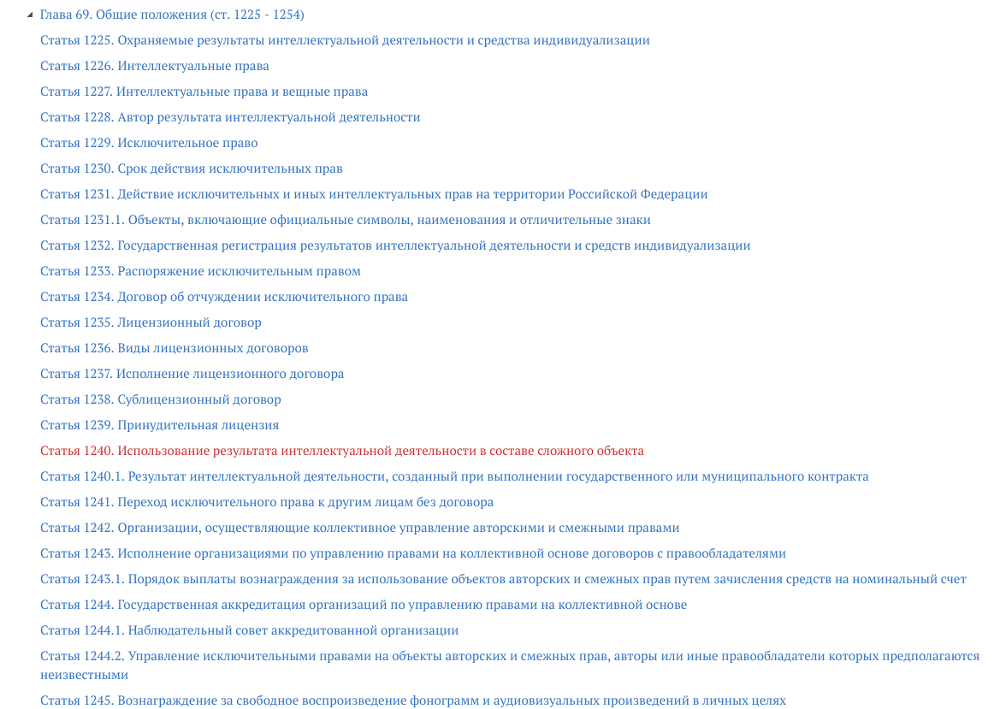 Глава 69. Общие положения (ст. 1225 - 1254)
Статья 1225. Охраняемые результаты интеллектуальной деятельности и средства индивидуализации
Статья 1226. Интеллектуальные права
Статья 1227. Интеллектуальные права и вещные права
Статья 1228. Автор результата интеллектуальной деятельности
Статья 1229. Исключительное право
Статья 1230. Срок действия исключительных прав
Статья 1231. Действие исключительных и иных интеллектуальных прав на территории Российской Федерации
Статья 1231.1. Объекты, включающие официальные символы, наименования и отличительные знаки
Статья 1232. Государственная регистрация результатов интеллектуальной деятельности и средств индивидуализации
Статья 1233. Распоряжение исключительным правом
Статья 1234. Договор об отчуждении исключительного права
Статья 1235. Лицензионный договор
Статья 1236. Виды лицензионных договоров
Статья 1237. Исполнение лицензионного договора
Статья 1238. Сублицензионный договор
Статья 1239. Принудительная лицензия
Статья 1240. Использование результата интеллектуальной деятельности в составе сложного объекта
Статья 1240.1. Результат интеллектуальной деятельности, созданный при выполнении государственного или муниципального контракта
Статья 1241. Переход исключительного права к другим лицам без договора
Статья 1242. Организации, осуществляющие коллективное управление авторскими и смежными правами
Статья 1243. Исполнение организациями по управлению правами на коллективной основе договоров с правообладателями
Статья 1243.1. Порядок выплаты вознаграждения за использование объектов авторских и смежных прав путем зачисления средств на номинальный счет
Статья 1244. Государственная аккредитация организаций по управлению правами на коллективной основе
Статья 1244.1. Наблюдательный совет аккредитованной организации
Статья 1244.2. Управление исключительными правами на объекты авторских и смежных прав, авторы или иные правообладатели которых предполагаются
неизвестными
Статья 1245. Вознаграждение за свободное воспроизведение фонограмм и аудиовизуальных произведений в личных целях